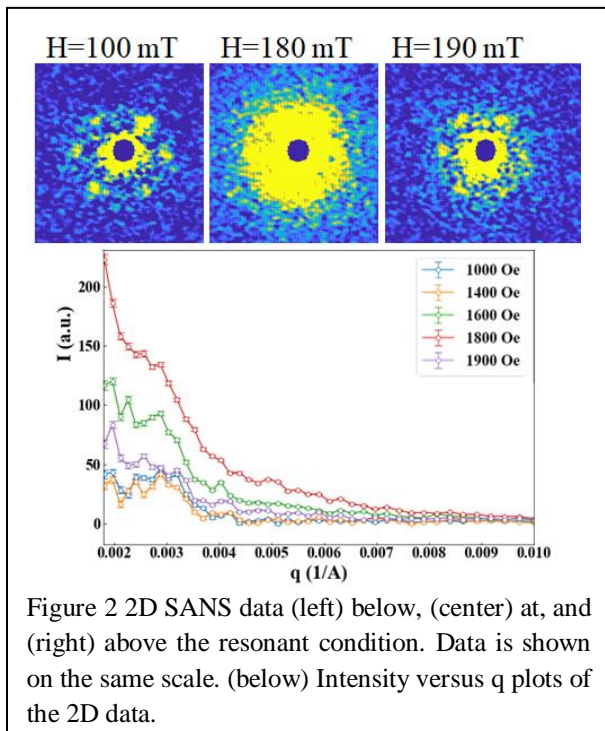 H=100 mT H=180 mT H=190 mT
200
150
100
50
0
I (a.u.)
1000 Oe
1400 Oe
1600 Oe
1800 Oe
1900 Oe
0.002 0.003 0.004 0.005 0.006 0.007 0.008 0.009 0.010
q (1/A)
Figure 2 2D SANS data (left) below, (center) at, and
(right) above the resonant condition. Data is shown
on the same scale. (below) Intensity versus q plots of
the 2D data.